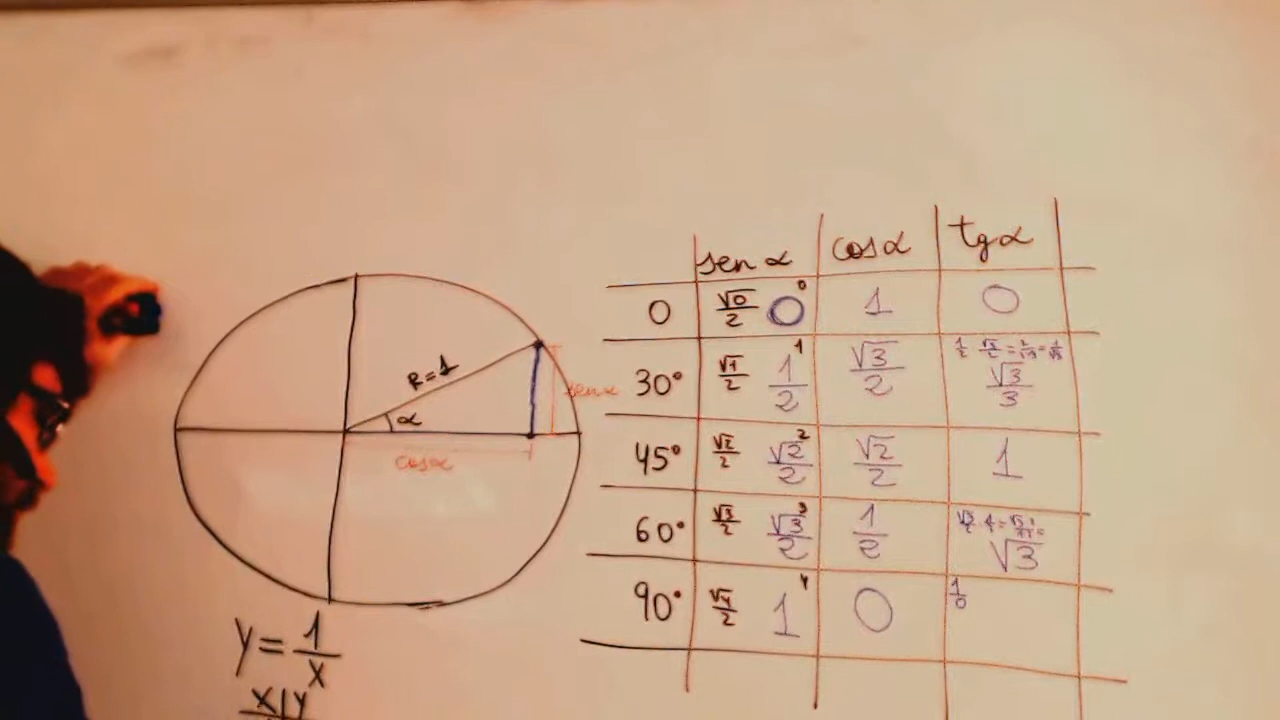 sen α cos α tg α
0 √0/2 0 0 1 0
30° √1/2 1/2 1 √3/2 √3/3
45° √2/2 √2/2 2 √2/2 1
60° √3/2 √3/2 3 1/2 √3
90° √4/2 1 4 0 1/0
R=1
α
sen α
cos α
y = 1/x
x | y